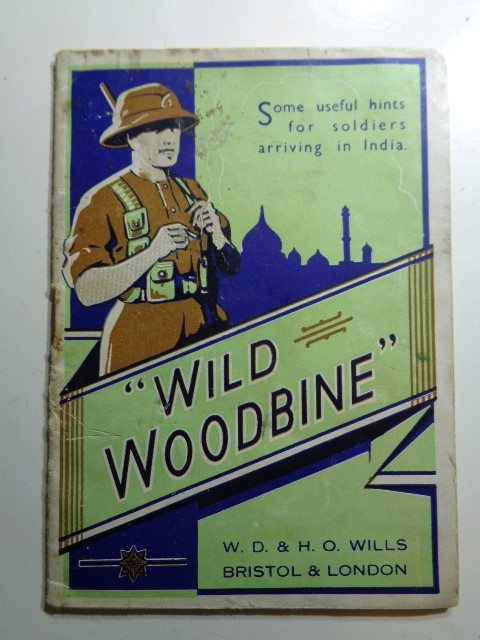 Some useful hints
for soldiers
arriving in India.
"WILD
WOODBINE"
W. D. & H. O. WILLS
BRISTOL & LONDON